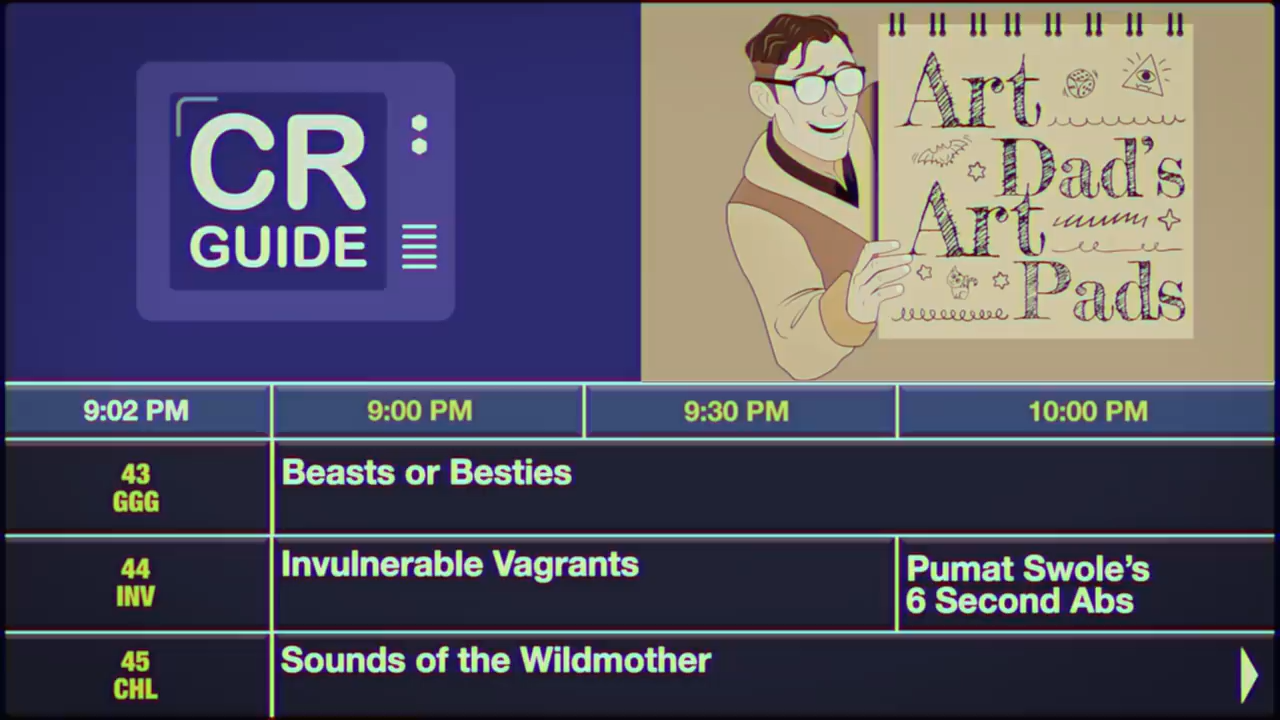 CR
GUIDE
Art
Dad's
Art
Pads
9:02 PM
9:00 PM
9:30 PM
10:00 PM
43
GGG
Beasts or Besties
44
INV
Invulnerable Vagrants
Pumat Swole's
6 Second Abs
45
CHL
Sounds of the Wildmother